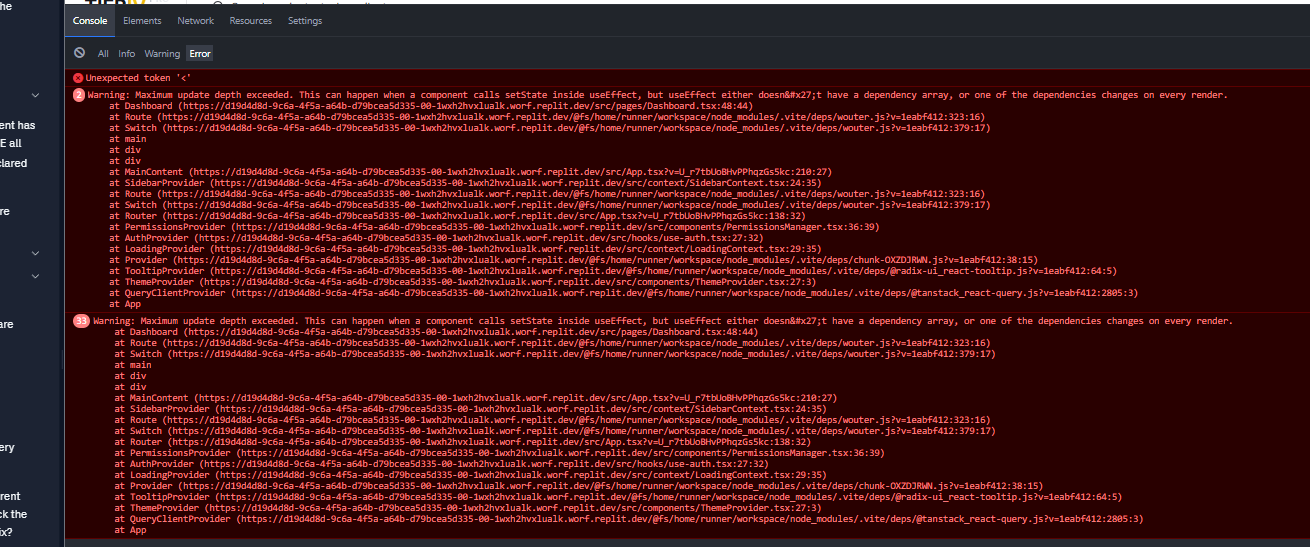 the
Console Elements Network Resources Settings
All Info Warning Error
Unexpected token '<'
2 Warning: Maximum update depth exceeded. This can happen when a component calls setState inside useEffect, but useEffect either doesn&#x27;t have a dependency array, or one of the dependencies changes on every render.
at Dashboard (https://d19d4d8d-9c6a-4f5a-a64b-d79bcea5d335-00-1wxh2hvxlualk.worf.replit.dev/src/pages/Dashboard.tsx:48:44)
at Route (https://d19d4d8d-9c6a-4f5a-a64b-d79bcea5d335-00-1wxh2hvxlualk.worf.replit.dev/@fs/home/runner/workspace/node_modules/.vite/deps/wouter.js?v=1eabf412:323:16)
at Switch (https://d19d4d8d-9c6a-4f5a-a64b-d79bcea5d335-00-1wxh2hvxlualk.worf.replit.dev/@fs/home/runner/workspace/node_modules/.vite/deps/wouter.js?v=1eabf412:379:17)
at main
at div
at div
at MainContent (https://d19d4d8d-9c6a-4f5a-a64b-d79bcea5d335-00-1wxh2hvxlualk.worf.replit.dev/src/App.tsx?v=U_r7tbUoBHvPPhqzGs5kc:210:27)
at SidebarProvider (https://d19d4d8d-9c6a-4f5a-a64b-d79bcea5d335-00-1wxh2hvxlualk.worf.replit.dev/src/context/SidebarContext.tsx:24:35)
at Route (https://d19d4d8d-9c6a-4f5a-a64b-d79bcea5d335-00-1wxh2hvxlualk.worf.replit.dev/@fs/home/runner/workspace/node_modules/.vite/deps/wouter.js?v=1eabf412:323:16)
at Switch (https://d19d4d8d-9c6a-4f5a-a64b-d79bcea5d335-00-1wxh2hvxlualk.worf.replit.dev/@fs/home/runner/workspace/node_modules/.vite/deps/wouter.js?v=1eabf412:379:17)
at Router (https://d19d4d8d-9c6a-4f5a-a64b-d79bcea5d335-00-1wxh2hvxlualk.worf.replit.dev/src/App.tsx?v=U_r7tbUoBHvPPhqzGs5kc:138:32)
at PermissionsProvider (https://d19d4d8d-9c6a-4f5a-a64b-d79bcea5d335-00-1wxh2hvxlualk.worf.replit.dev/src/components/PermissionsManager.tsx:36:39)
at AuthProvider (https://d19d4d8d-9c6a-4f5a-a64b-d79bcea5d335-00-1wxh2hvxlualk.worf.replit.dev/src/hooks/use-auth.tsx:27:32)
at LoadingProvider (https://d19d4d8d-9c6a-4f5a-a64b-d79bcea5d335-00-1wxh2hvxlualk.worf.replit.dev/src/context/LoadingContext.tsx:29:35)
at Provider (https://d19d4d8d-9c6a-4f5a-a64b-d79bcea5d335-00-1wxh2hvxlualk.worf.replit.dev/@fs/home/runner/workspace/node_modules/.vite/deps/chunk-OXZDJRWN.js?v=1eabf412:38:15)
at TooltipProvider (https://d19d4d8d-9c6a-4f5a-a64b-d79bcea5d335-00-1wxh2hvxlualk.worf.replit.dev/@fs/home/runner/workspace/node_modules/.vite/deps/@radix-ui_react-tooltip.js?v=1eabf412:64:5)
at ThemeProvider (https://d19d4d8d-9c6a-4f5a-a64b-d79bcea5d335-00-1wxh2hvxlualk.worf.replit.dev/src/components/ThemeProvider.tsx:27:3)
at QueryClientProvider (https://d19d4d8d-9c6a-4f5a-a64b-d79bcea5d335-00-1wxh2hvxlualk.worf.replit.dev/@fs/home/runner/workspace/node_modules/.vite/deps/@tanstack_react-query.js?v=1eabf412:2805:3)
at App
33 Warning: Maximum update depth exceeded. This can happen when a component calls setState inside useEffect, but useEffect either doesn&#x27;t have a dependency array, or one of the dependencies changes on every render.
at Dashboard (https://d19d4d8d-9c6a-4f5a-a64b-d79bcea5d335-00-1wxh2hvxlualk.worf.replit.dev/src/pages/Dashboard.tsx:48:44)
at Route (https://d19d4d8d-9c6a-4f5a-a64b-d79bcea5d335-00-1wxh2hvxlualk.worf.replit.dev/@fs/home/runner/workspace/node_modules/.vite/deps/wouter.js?v=1eabf412:323:16)
at Switch (https://d19d4d8d-9c6a-4f5a-a64b-d79bcea5d335-00-1wxh2hvxlualk.worf.replit.dev/@fs/home/runner/workspace/node_modules/.vite/deps/wouter.js?v=1eabf412:379:17)
at main
at div
at div
at MainContent (https://d19d4d8d-9c6a-4f5a-a64b-d79bcea5d335-00-1wxh2hvxlualk.worf.replit.dev/src/App.tsx?v=U_r7tbUoBHvPPhqzGs5kc:210:27)
at SidebarProvider (https://d19d4d8d-9c6a-4f5a-a64b-d79bcea5d335-00-1wxh2hvxlualk.worf.replit.dev/src/context/SidebarContext.tsx:24:35)
at Route (https://d19d4d8d-9c6a-4f5a-a64b-d79bcea5d335-00-1wxh2hvxlualk.worf.replit.dev/@fs/home/runner/workspace/node_modules/.vite/deps/wouter.js?v=1eabf412:323:16)
at Switch (https://d19d4d8d-9c6a-4f5a-a64b-d79bcea5d335-00-1wxh2hvxlualk.worf.replit.dev/@fs/home/runner/workspace/node_modules/.vite/deps/wouter.js?v=1eabf412:379:17)
at Router (https://d19d4d8d-9c6a-4f5a-a64b-d79bcea5d335-00-1wxh2hvxlualk.worf.replit.dev/src/App.tsx?v=U_r7tbUoBHvPPhqzGs5kc:138:32)
at PermissionsProvider (https://d19d4d8d-9c6a-4f5a-a64b-d79bcea5d335-00-1wxh2hvxlualk.worf.replit.dev/src/components/PermissionsManager.tsx:36:39)
at AuthProvider (https://d19d4d8d-9c6a-4f5a-a64b-d79bcea5d335-00-1wxh2hvxlualk.worf.replit.dev/src/hooks/use-auth.tsx:27:32)
at LoadingProvider (https://d19d4d8d-9c6a-4f5a-a64b-d79bcea5d335-00-1wxh2hvxlualk.worf.replit.dev/src/context/LoadingContext.tsx:29:35)
at Provider (https://d19d4d8d-9c6a-4f5a-a64b-d79bcea5d335-00-1wxh2hvxlualk.worf.replit.dev/@fs/home/runner/workspace/node_modules/.vite/deps/chunk-OXZDJRWN.js?v=1eabf412:38:15)
at TooltipProvider (https://d19d4d8d-9c6a-4f5a-a64b-d79bcea5d335-00-1wxh2hvxlualk.worf.replit.dev/@fs/home/runner/workspace/node_modules/.vite/deps/@radix-ui_react-tooltip.js?v=1eabf412:64:5)
at ThemeProvider (https://d19d4d8d-9c6a-4f5a-a64b-d79bcea5d335-00-1wxh2hvxlualk.worf.replit.dev/src/components/ThemeProvider.tsx:27:3)
at QueryClientProvider (https://d19d4d8d-9c6a-4f5a-a64b-d79bcea5d335-00-1wxh2hvxlualk.worf.replit.dev/@fs/home/runner/workspace/node_modules/.vite/deps/@tanstack_react-query.js?v=1eabf412:2805:3)
at App
ent has
E all
clared
re
are
ery
rent
ck the
ix?